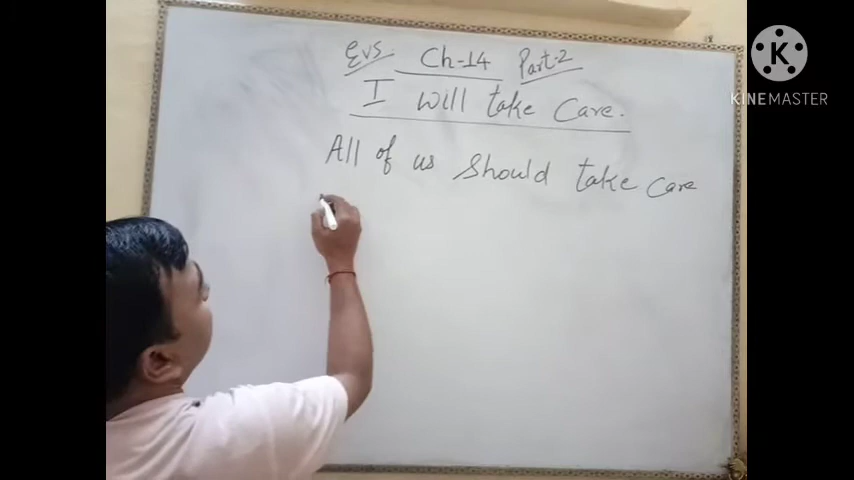 Evs Ch-14 Part-2
I will take Care.
All of us Should take Care
K
KINEMASTER